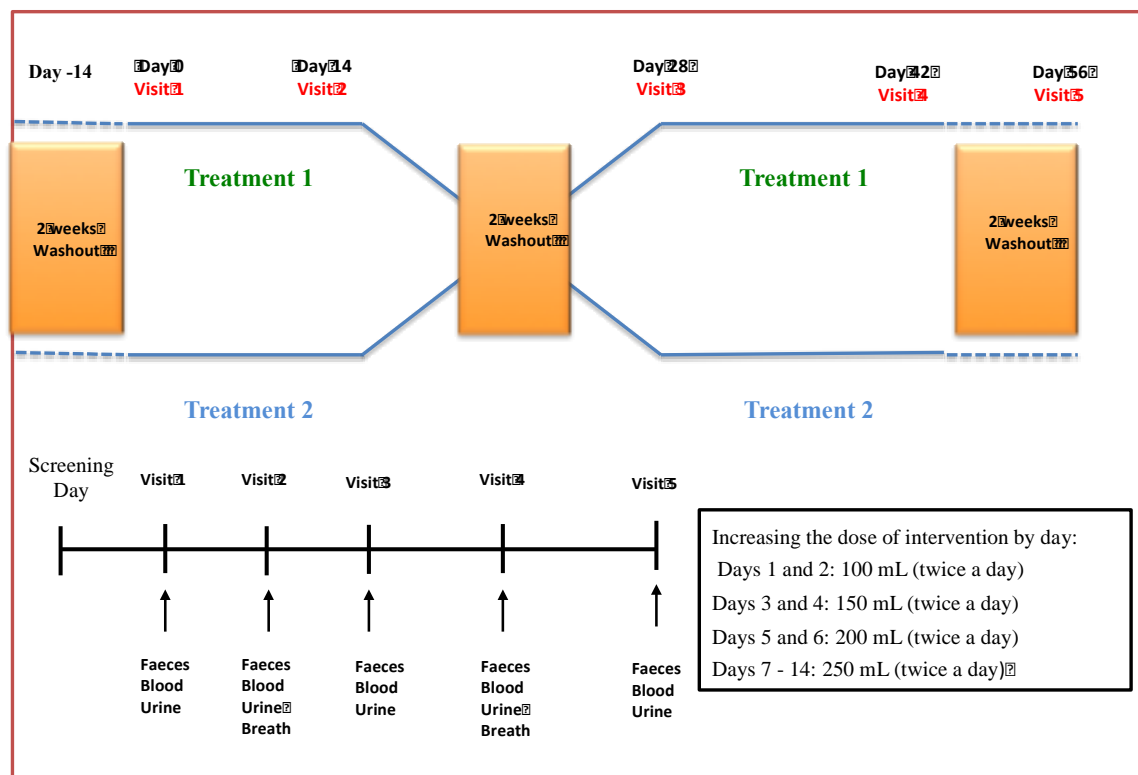 Day -14
Day 0
Visit 1
Day 14
Visit 2
Day 28
Visit 3
Day 42
Visit 4
Day 56
Visit 5
Treatment 1
Treatment 1
2 weeks
Washout
2 weeks
Washout
2 weeks
Washout
Treatment 2
Treatment 2
Screening
Day
Visit 1
Visit 2
Visit 3
Visit 4
Visit 5
Faeces
Blood
Urine
Faeces
Blood
Urine
Breath
Faeces
Blood
Urine
Faeces
Blood
Urine
Breath
Faeces
Blood
Urine
Increasing the dose of intervention by day:
Days 1 and 2: 100 mL (twice a day)
Days 3 and 4: 150 mL (twice a day)
Days 5 and 6: 200 mL (twice a day)
Days 7 - 14: 250 mL (twice a day)